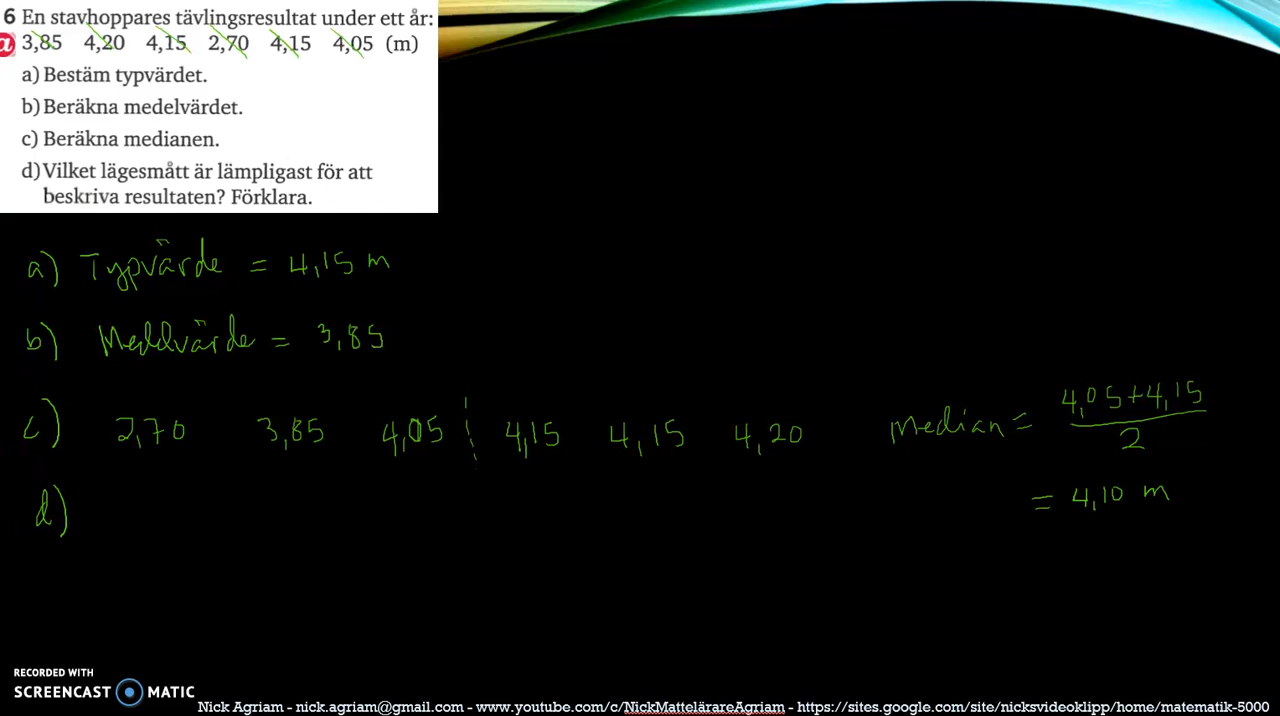 6 En stavhoppares tävlingsresultat under ett år:
a 3,85 4,20 4,15 2,70 4,15 4,05 (m)
a) Bestäm typvärdet.
b) Beräkna medelvärdet.
c) Beräkna medianen.
d) Vilket lägesmått är lämpligast för att
beskriva resultaten? Förklara.
a) Typvärde = 4,15 m
b) Medelvärde = 3,85
c) 2,70 3,85 4,05 4,15 4,15 4,20 Median = 4,05+4,15
2
= 4,10 m
d)
RECORDED WITH
SCREENCAST MATIC
Nick Agriam - nick.agriam@gmail.com - www.youtube.com/c/NickMattelärareAgriam - https://sites.google.com/site/nicksvideoklipp/home/matematik-5000